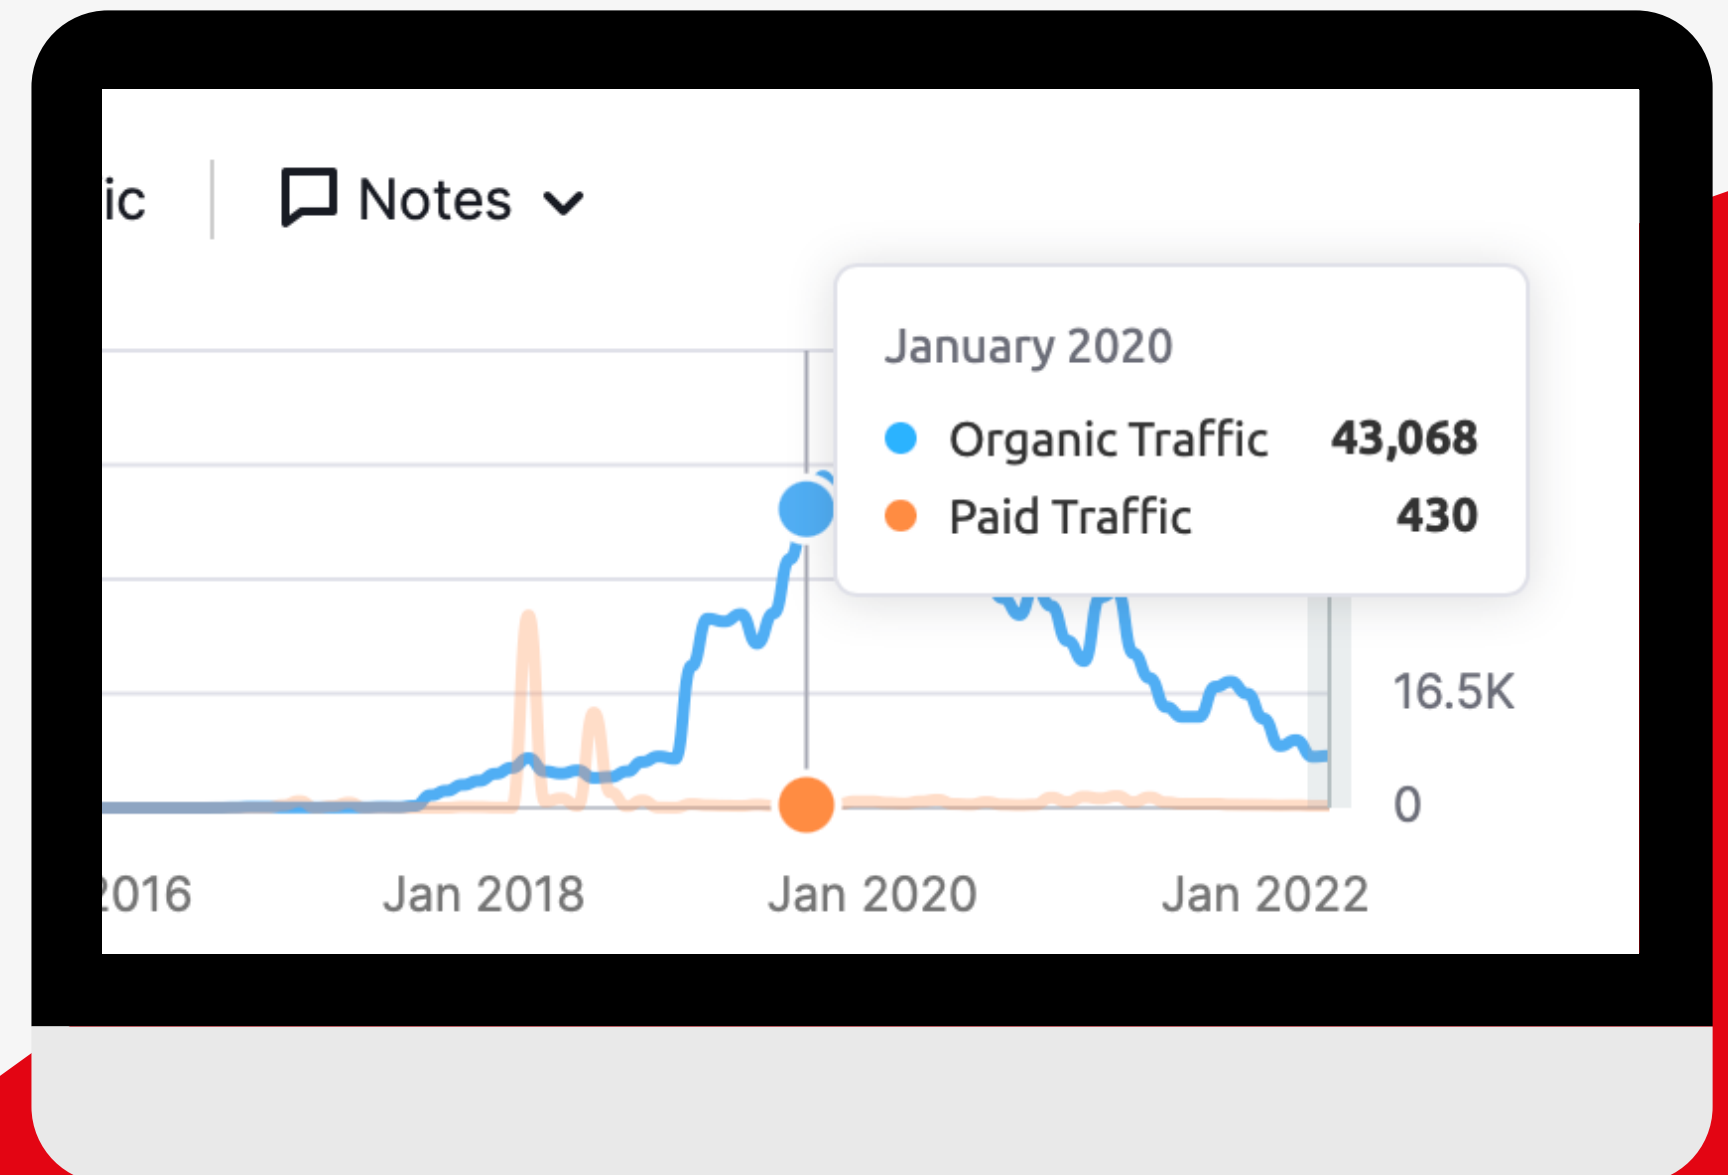 ic
Notes
January 2020
Organic Traffic 43,068
Paid Traffic 430
16.5K
0
2016 Jan 2018 Jan 2020 Jan 2022